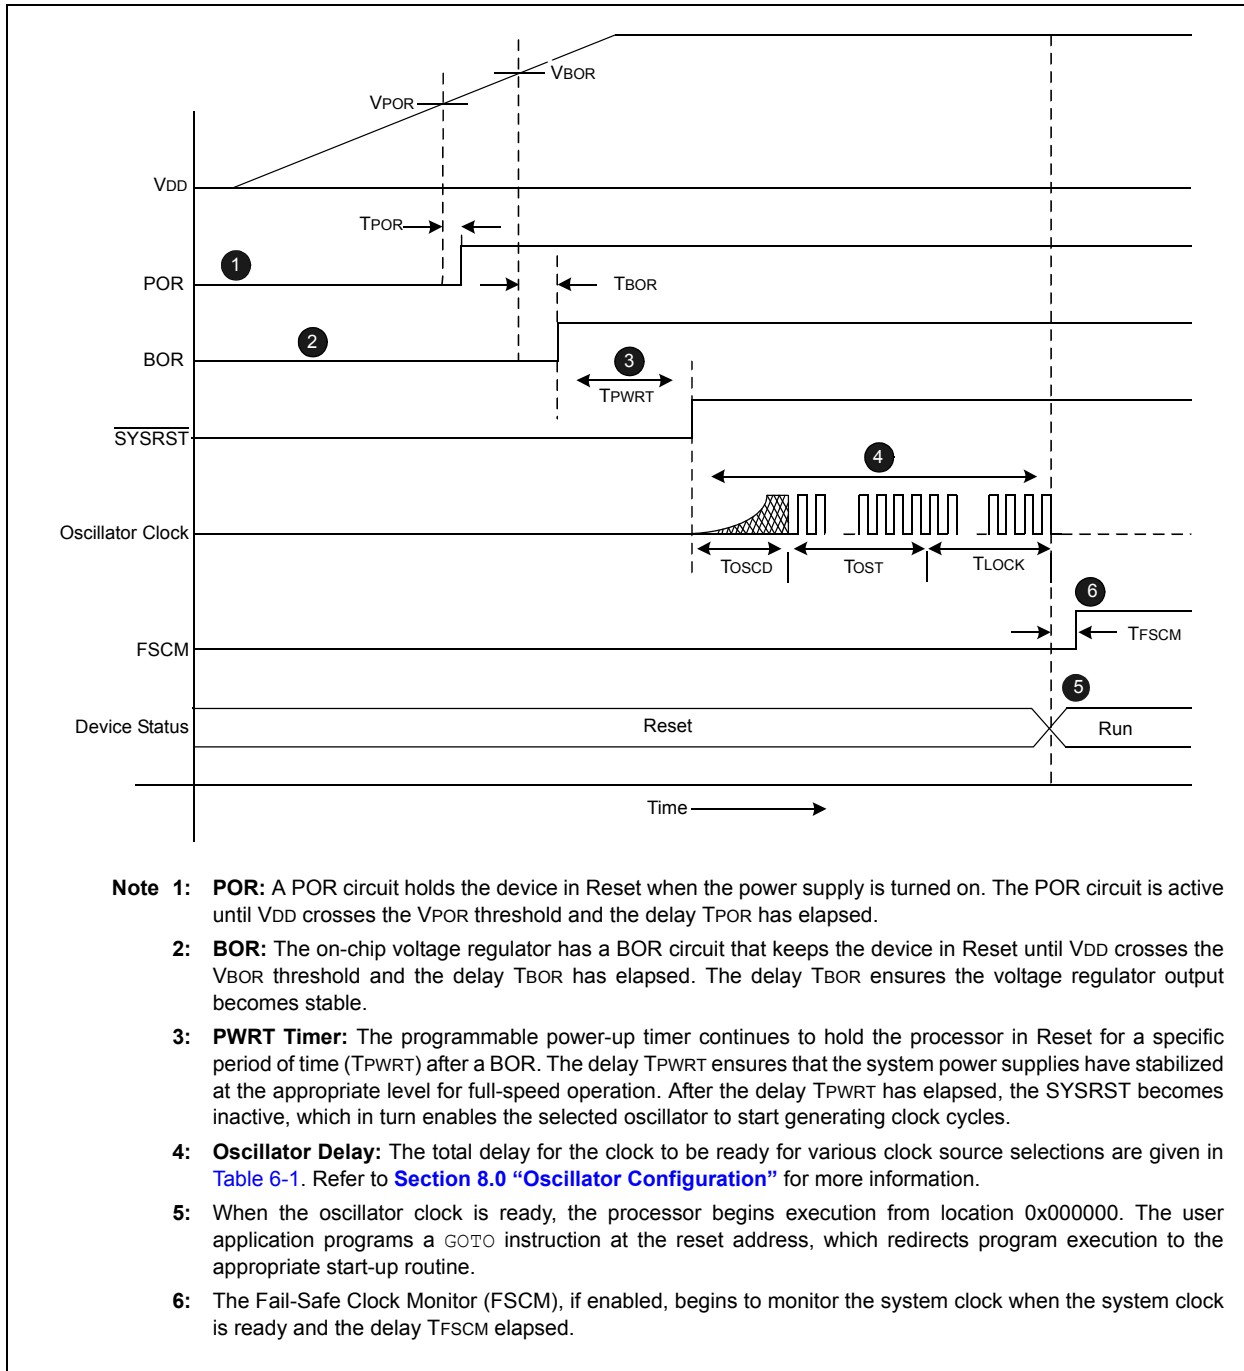 VBOR
VPOR
VDD
TPOR
1
POR
TBOR
2
BOR
3
TPWRT
SYSRST
4
Oscillator Clock
TOSCD
TOST
TLOCK
6
FSCM
TFSCM
5
Device Status
Reset
Run
Time
Note 1: POR: A POR circuit holds the device in Reset when the power supply is turned on. The POR circuit is active
until VDD crosses the VPOR threshold and the delay TPOR has elapsed.
2: BOR: The on-chip voltage regulator has a BOR circuit that keeps the device in Reset until VDD crosses the
VBOR threshold and the delay TBOR has elapsed. The delay TBOR ensures the voltage regulator output
becomes stable.
3: PWRT Timer: The programmable power-up timer continues to hold the processor in Reset for a specific
period of time (TPWRT) after a BOR. The delay TPWRT ensures that the system power supplies have stabilized
at the appropriate level for full-speed operation. After the delay TPWRT has elapsed, the SYSRST becomes
inactive, which in turn enables the selected oscillator to start generating clock cycles.
4: Oscillator Delay: The total delay for the clock to be ready for various clock source selections are given in
Table 6-1. Refer to Section 8.0 “Oscillator Configuration” for more information.
5: When the oscillator clock is ready, the processor begins execution from location 0x000000. The user
application programs a GOTO instruction at the reset address, which redirects program execution to the
appropriate start-up routine.
6: The Fail-Safe Clock Monitor (FSCM), if enabled, begins to monitor the system clock when the system clock
is ready and the delay TFSCM elapsed.